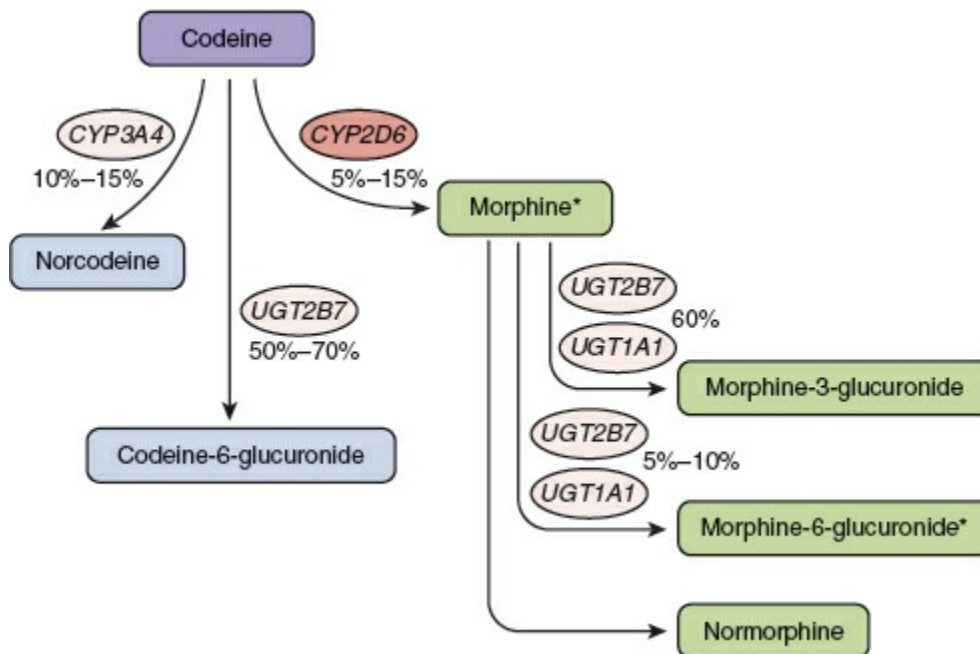 Codeine
CYP3A4
10%–15%
CYP2D6
5%–15%
Morphine*
Norcodeine
UGT2B7
50%–70%
UGT2B7
UGT1A1
60%
Morphine-3-glucuronide
Codeine-6-glucuronide
UGT2B7
UGT1A1
5%–10%
Morphine-6-glucuronide*
Normorphine